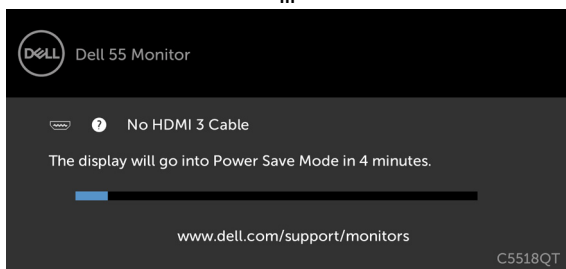 DELL
Dell 55 Monitor
? No HDMI 3 Cable
The display will go into Power Save Mode in 4 minutes.
www.dell.com/support/monitors
C5518QT